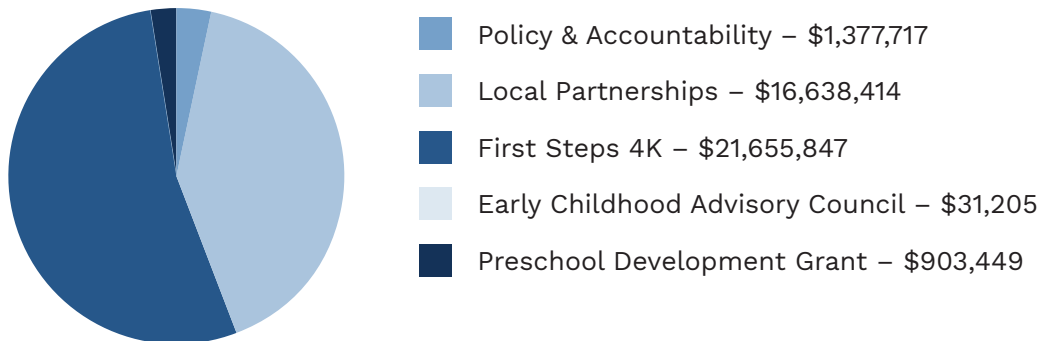 Policy & Accountability – $1,377,717
Local Partnerships – $16,638,414
First Steps 4K – $21,655,847
Early Childhood Advisory Council – $31,205
Preschool Development Grant – $903,449